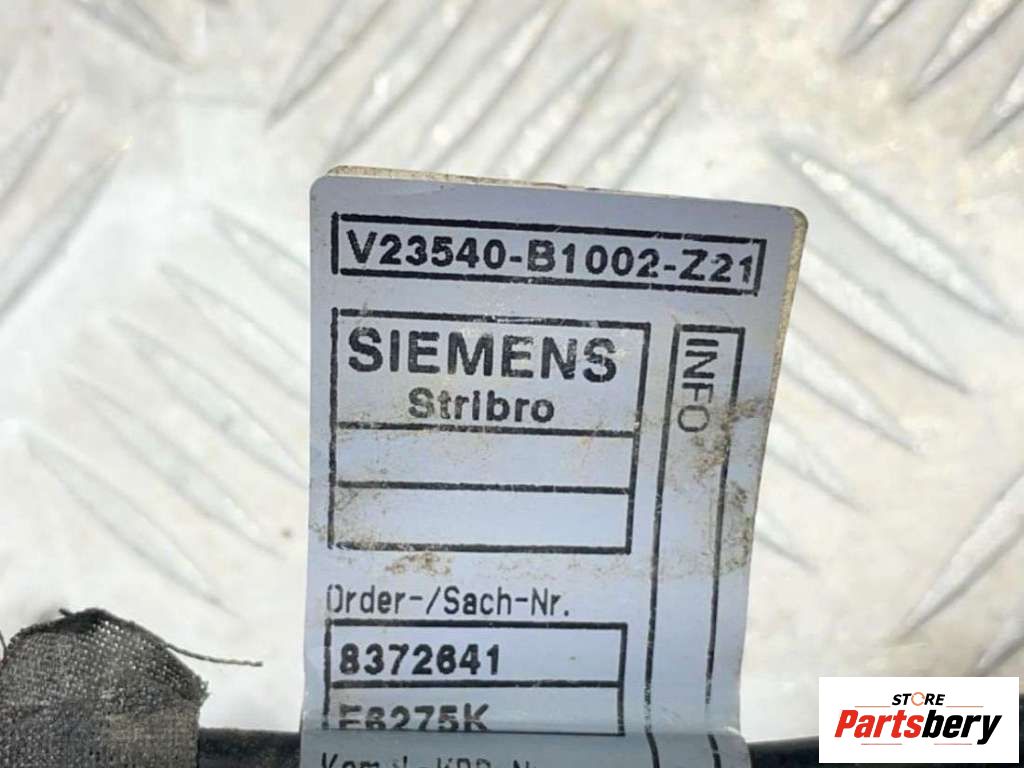 V23540-B1002-Z21
SIEMENS
Stribro
INFO
Order-/Sach-Nr.
8372641
E6275K
STORE
Partsbery